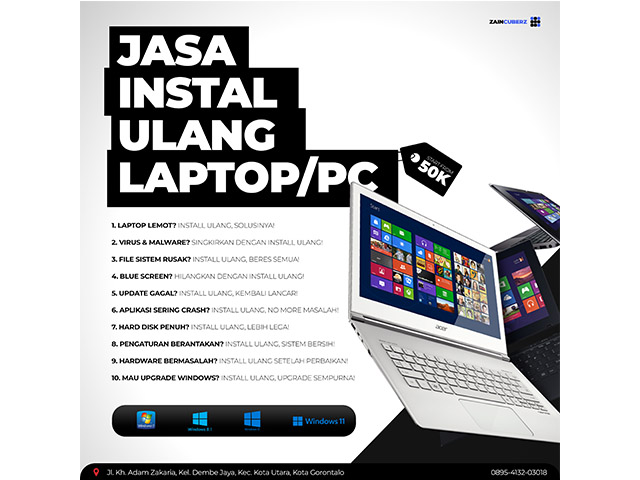 ZAINCUBERZ
JASA
INSTAL
ULANG
LAPTOP/PC
START FROM
50K
1. LAPTOP LEMOT? INSTALL ULANG, SOLUSINYA!
2. VIRUS & MALWARE? SINGKIRKAN DENGAN INSTALL ULANG!
3. FILE SISTEM RUSAK? INSTALL ULANG, BERES SEMUA!
4. BLUE SCREEN? HILANGKAN DENGAN INSTALL ULANG!
5. UPDATE GAGAL? INSTALL ULANG, KEMBALI LANCAR!
6. APLIKASI SERING CRASH? INSTALL ULANG, NO MORE MASALAH!
7. HARD DISK PENUH? INSTALL ULANG, LEBIH LEGA!
8. PENGATURAN BERANTAKAN? INSTALL ULANG, SISTEM BERSIH!
9. HARDWARE BERMASALAH? INSTALL ULANG SETELAH PERBAIKAN!
10. MAU UPGRADE WINDOWS? INSTALL ULANG, UPGRADE SEMPURNA!
Start
acer
Windows 7
Windows 8.1
Windows 11
Jl. Kh. Adam Zakaria, Kel. Dembe Jaya, Kec. Kota Utara, Kota Gorontalo
0895-4132-03018